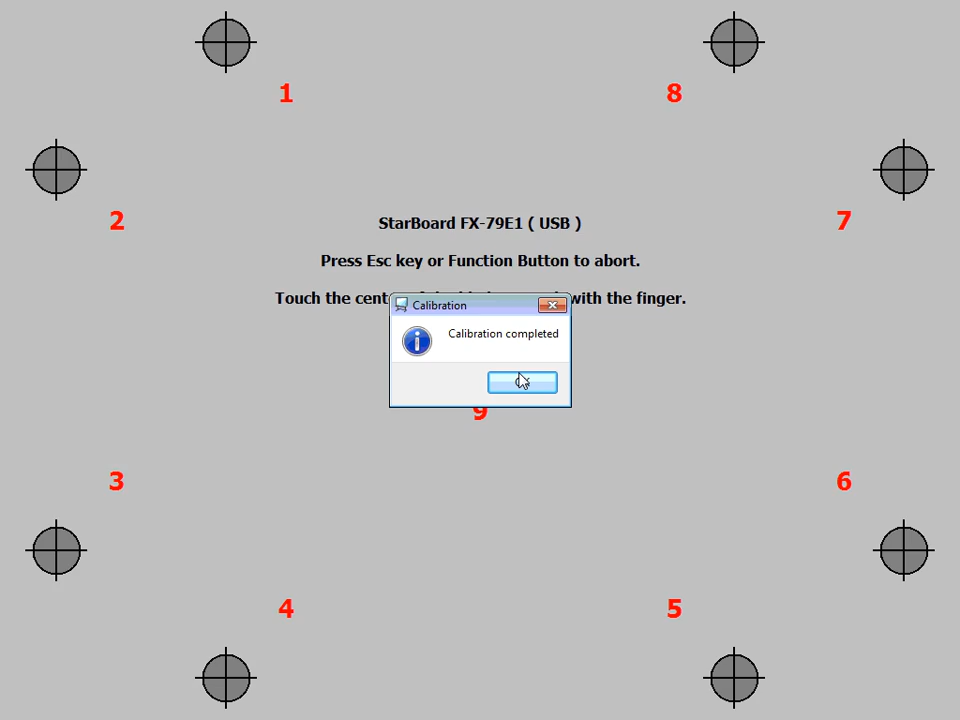 1
8
2
7
StarBoard FX-79E1 ( USB )
Press Esc key or Function Button to abort.
Touch the with the finger.
Calibration
Calibration completed
9
3
6
4
5